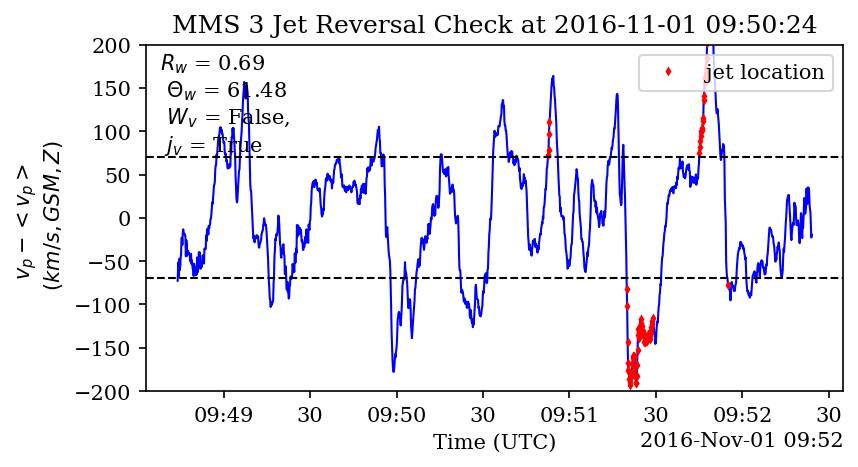 MMS 3 Jet Reversal Check at 2016-11-01 09:50:24
R_w = 0.69
Θ_w = 61.48
W_v = False,
j_v = True
jet location
v_p − < v_p >
(km/s, GSM, Z)
200
150
100
50
0
−50
−100
−150
−200
09:49 30 09:50 30 09:51 30 09:52 30
Time (UTC)
2016-Nov-01 09:52